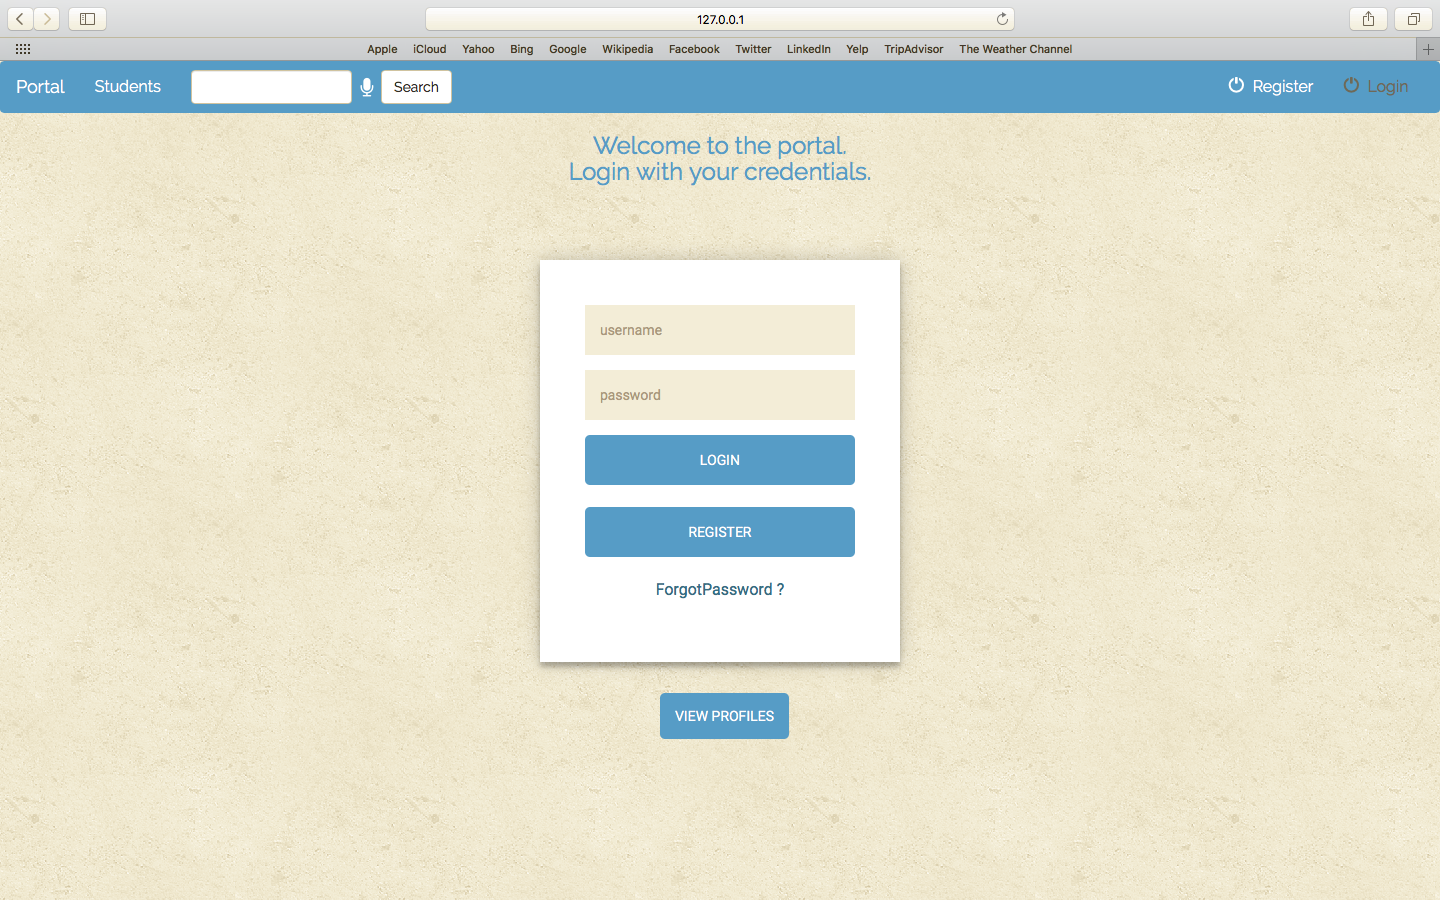 127.0.0.1
Apple iCloud Yahoo Bing Google Wikipedia Facebook Twitter LinkedIn Yelp TripAdvisor The Weather Channel
Portal Students Search Register Login
Welcome to the portal.
Login with your credentials.
username
password
LOGIN
REGISTER
ForgotPassword ?
VIEW PROFILES